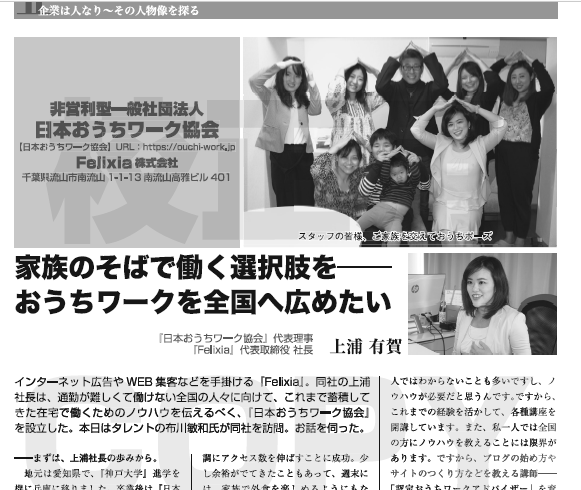 企業は人なり～その人物像を探る
非営利型一般社団法人
日本おうちワーク協会
【日本おうちワーク協会】URL：https://ouchi-work.jp
Felixia 株式会社
千葉県流山市南流山 1-1-13 南流山高雅ビル 401
スタッフの皆様、ご家族を交えておうちポーズ
家族のそばで働く選択肢を――
おうちワークを全国へ広めたい
『日本おうちワーク協会』代表理事
『Felixia』代表取締役 社長
上浦 有賀
インターネット広告や WEB 集客などを手掛ける『Felixia』。同社の上浦
社長は、通勤が難しくて働けない全国の人々に向けて、これまで蓄積して
きた在宅で働くためのノウハウを伝えるべく、『日本おうちワーク協会』
を設立した。本日はタレントの布川敏和氏が同社を訪問。お話を伺った。
――まずは、上浦社長の歩みから。
地元は愛知県で、『神戸大学』進学を
機に兵庫に移りました。卒業後は『日本
調にアクセス数を伸ばすことに成功。少
し余裕がでてきたこともあって、週末に
は、家族で外食を楽しめるようにもな
人ではわからないことも多いですし、ノ
ウハウが必要だと思うんです。ですから、
これまでの経験を活かして、各種講座を
開講しています。また、私一人では全国
の方にノウハウを教えることには限界が
あります。ですから、ブログの始め方や
サイトのつくり方などを教える講師――
「認定おうちワークアドバイザー」を育